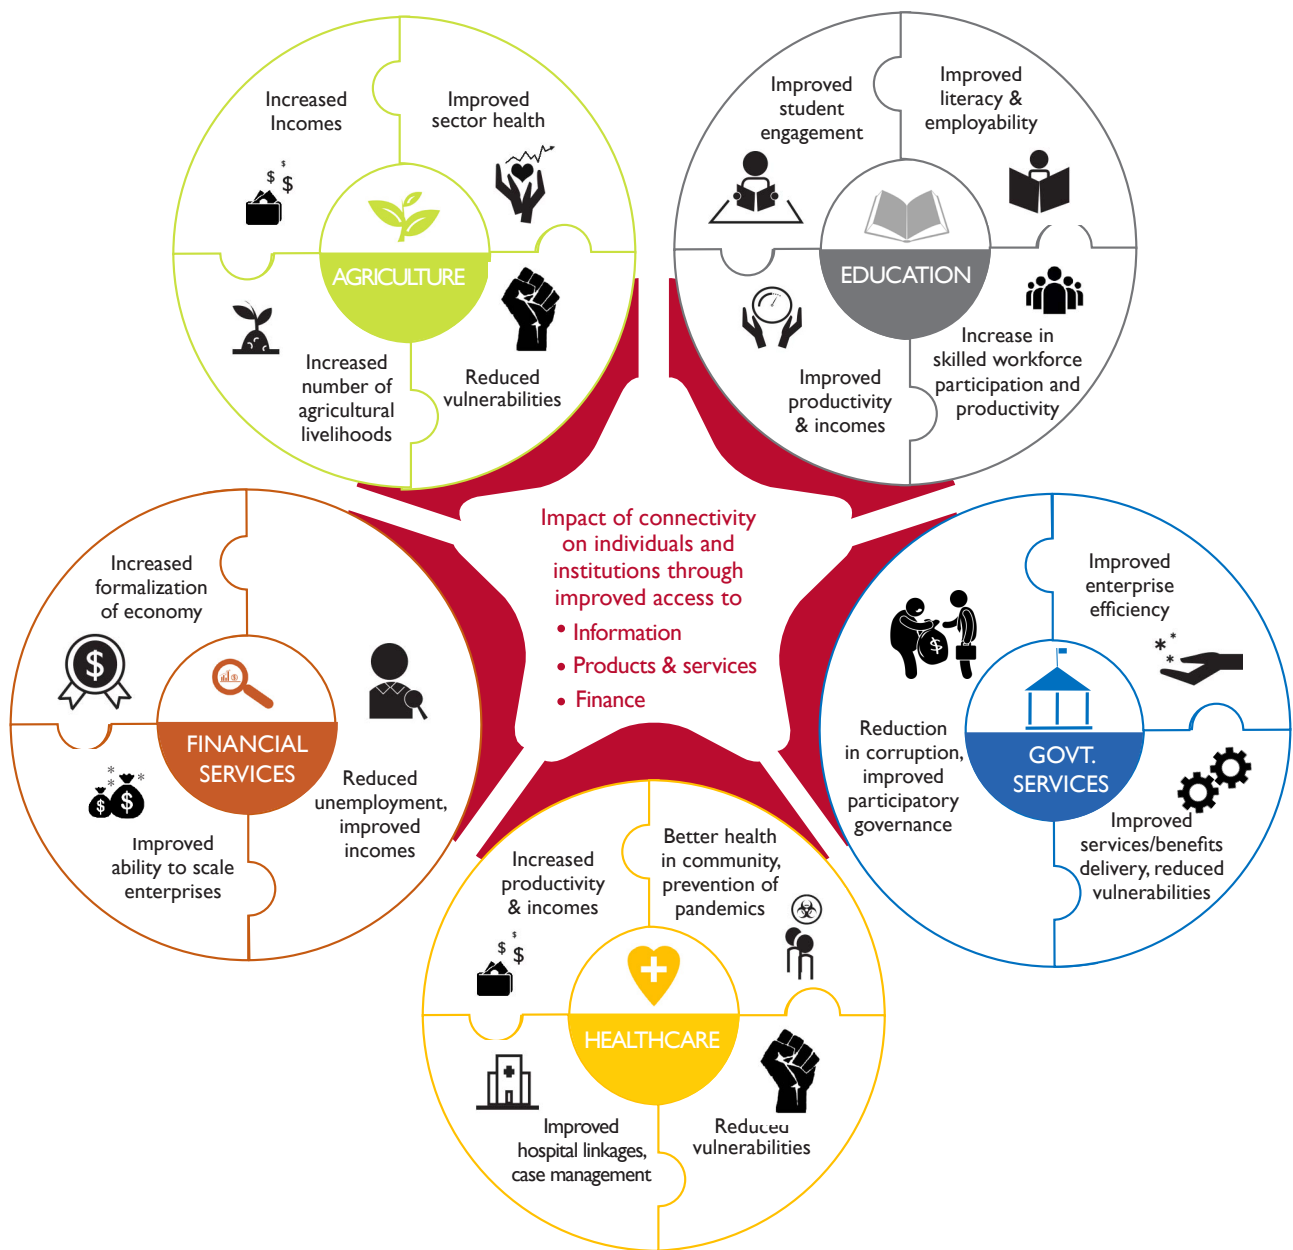 Increased
Incomes
Improved
sector health
AGRICULTURE
Increased
number of
agricultural
livelihoods
Reduced
vulnerabilities
Improved
student
engagement
Improved
literacy &
employability
EDUCATION
Improved
productivity
& incomes
Increase in
skilled workforce
participation and
productivity
Impact of connectivity
on individuals and
institutions through
improved access to
• Information
• Products & services
• Finance
Increased
formalization
of economy
FINANCIAL
SERVICES
Improved
ability to scale
enterprises
Reduced
unemployment,
improved
incomes
Improved
enterprise
efficiency
Reduction
in corruption,
improved
participatory
governance
GOVT.
SERVICES
Improved
services/benefits
delivery, reduced
vulnerabilities
Increased
productivity
& incomes
Better health
in community,
prevention of
pandemics
HEALTHCARE
Improved
hospital linkages,
case management
Reduced
vulnerabilities